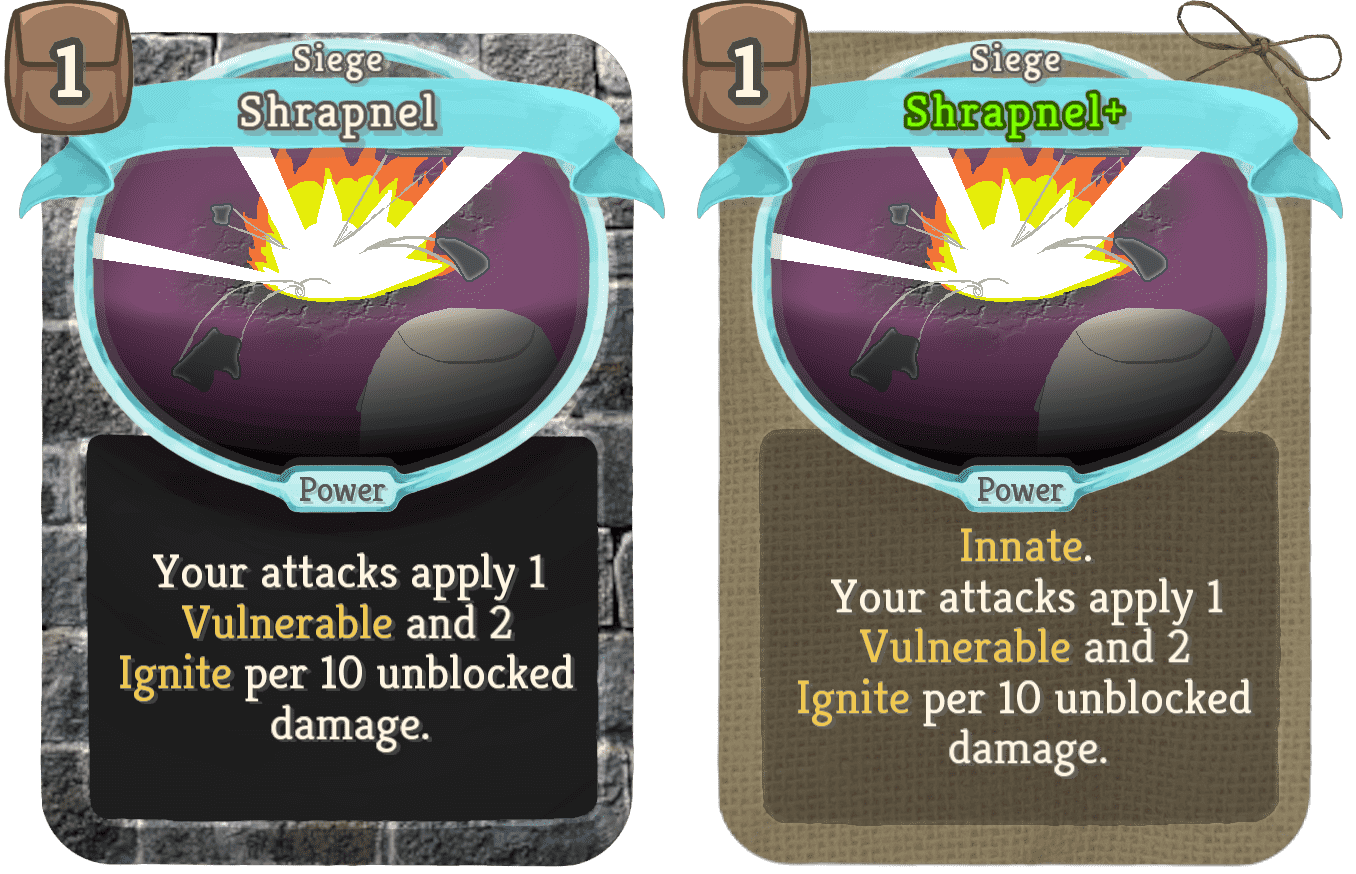 1
Siege
Shrapnel
Power
Your attacks apply 1
Vulnerable and 2
Ignite per 10 unblocked
damage.
1
Siege
Shrapnel+
Power
Innate.
Your attacks apply 1
Vulnerable and 2
Ignite per 10 unblocked
damage.